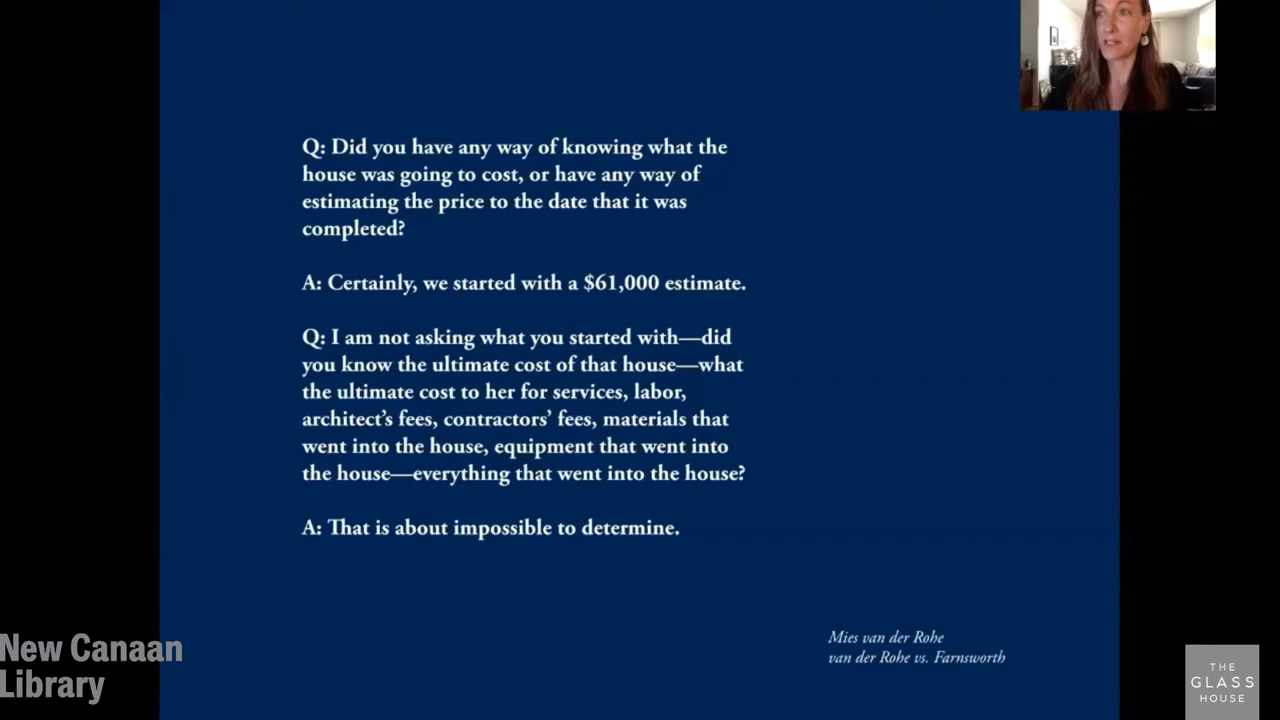 Q: Did you have any way of knowing what the
house was going to cost, or have any way of
estimating the price to the date that it was
completed?
A: Certainly, we started with a $61,000 estimate.
Q: I am not asking what you started with—did
you know the ultimate cost of that house—what
the ultimate cost to her for services, labor,
architect's fees, contractors' fees, materials that
went into the house, equipment that went into
the house—everything that went into the house?
A: That is about impossible to determine.
Mies van der Rohe
van der Rohe vs. Farnsworth
New Canaan
Library
THE
GLASS
HOUSE